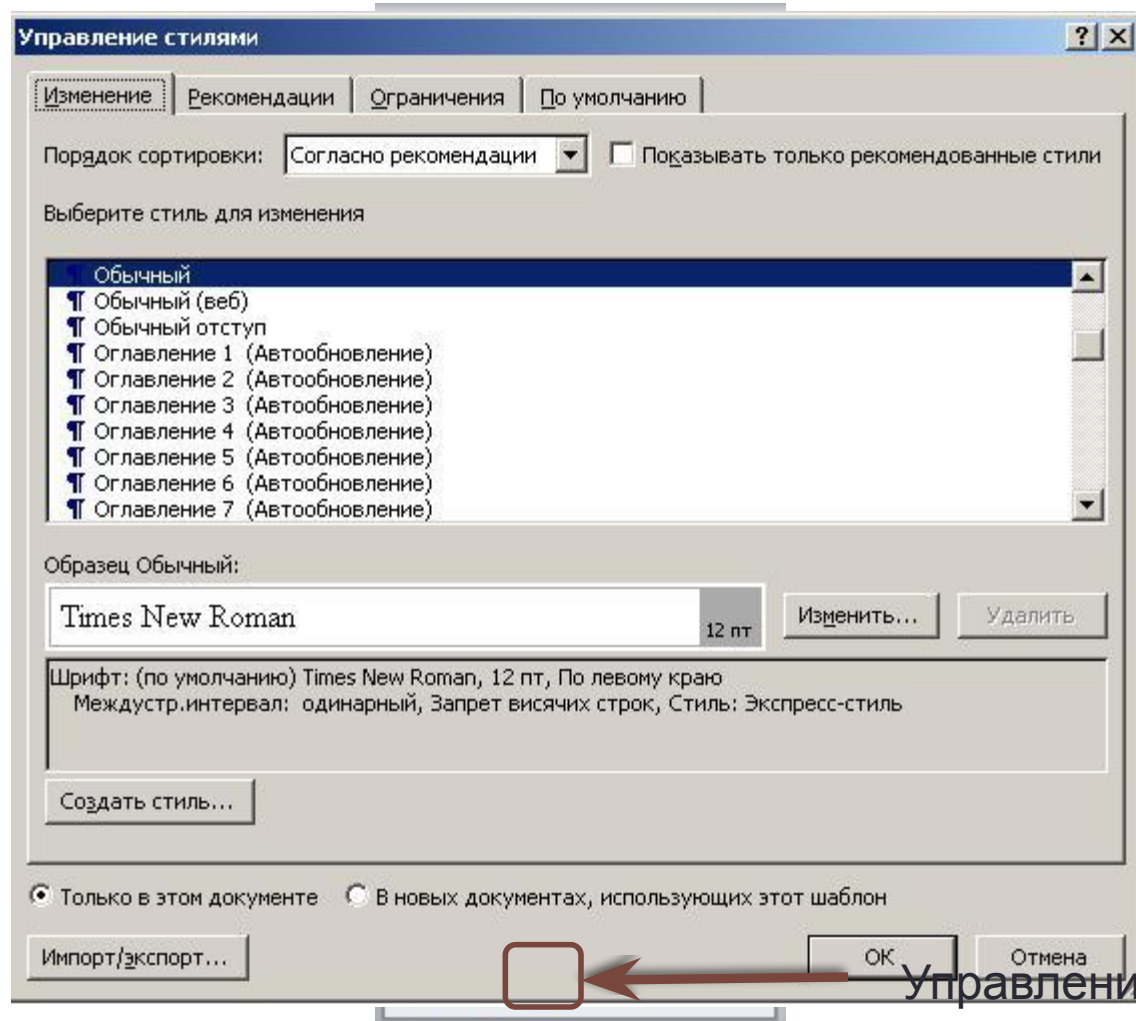 Управление стилями
Изменение Рекомендации Ограничения По умолчанию
Порядок сортировки: Согласно рекомендации Показывать только рекомендованные стили
Выберите стиль для изменения
¶ Обычный
¶ Обычный (веб)
¶ Обычный отступ
¶ Оглавление 1 (Автообновление)
¶ Оглавление 2 (Автообновление)
¶ Оглавление 3 (Автообновление)
¶ Оглавление 4 (Автообновление)
¶ Оглавление 5 (Автообновление)
¶ Оглавление 6 (Автообновление)
¶ Оглавление 7 (Автообновление)
Образец Обычный:
Times New Roman 12 пт Изменить... Удалить
Шрифт: (по умолчанию) Times New Roman, 12 пт, По левому краю
Междустр.интервал: одинарный, Запрет висячих строк, Стиль: Экспресс-стиль
Создать стиль...
Только в этом документе В новых документах, использующих этот шаблон
Импорт/экспорт... ОК Отмена
Управлени